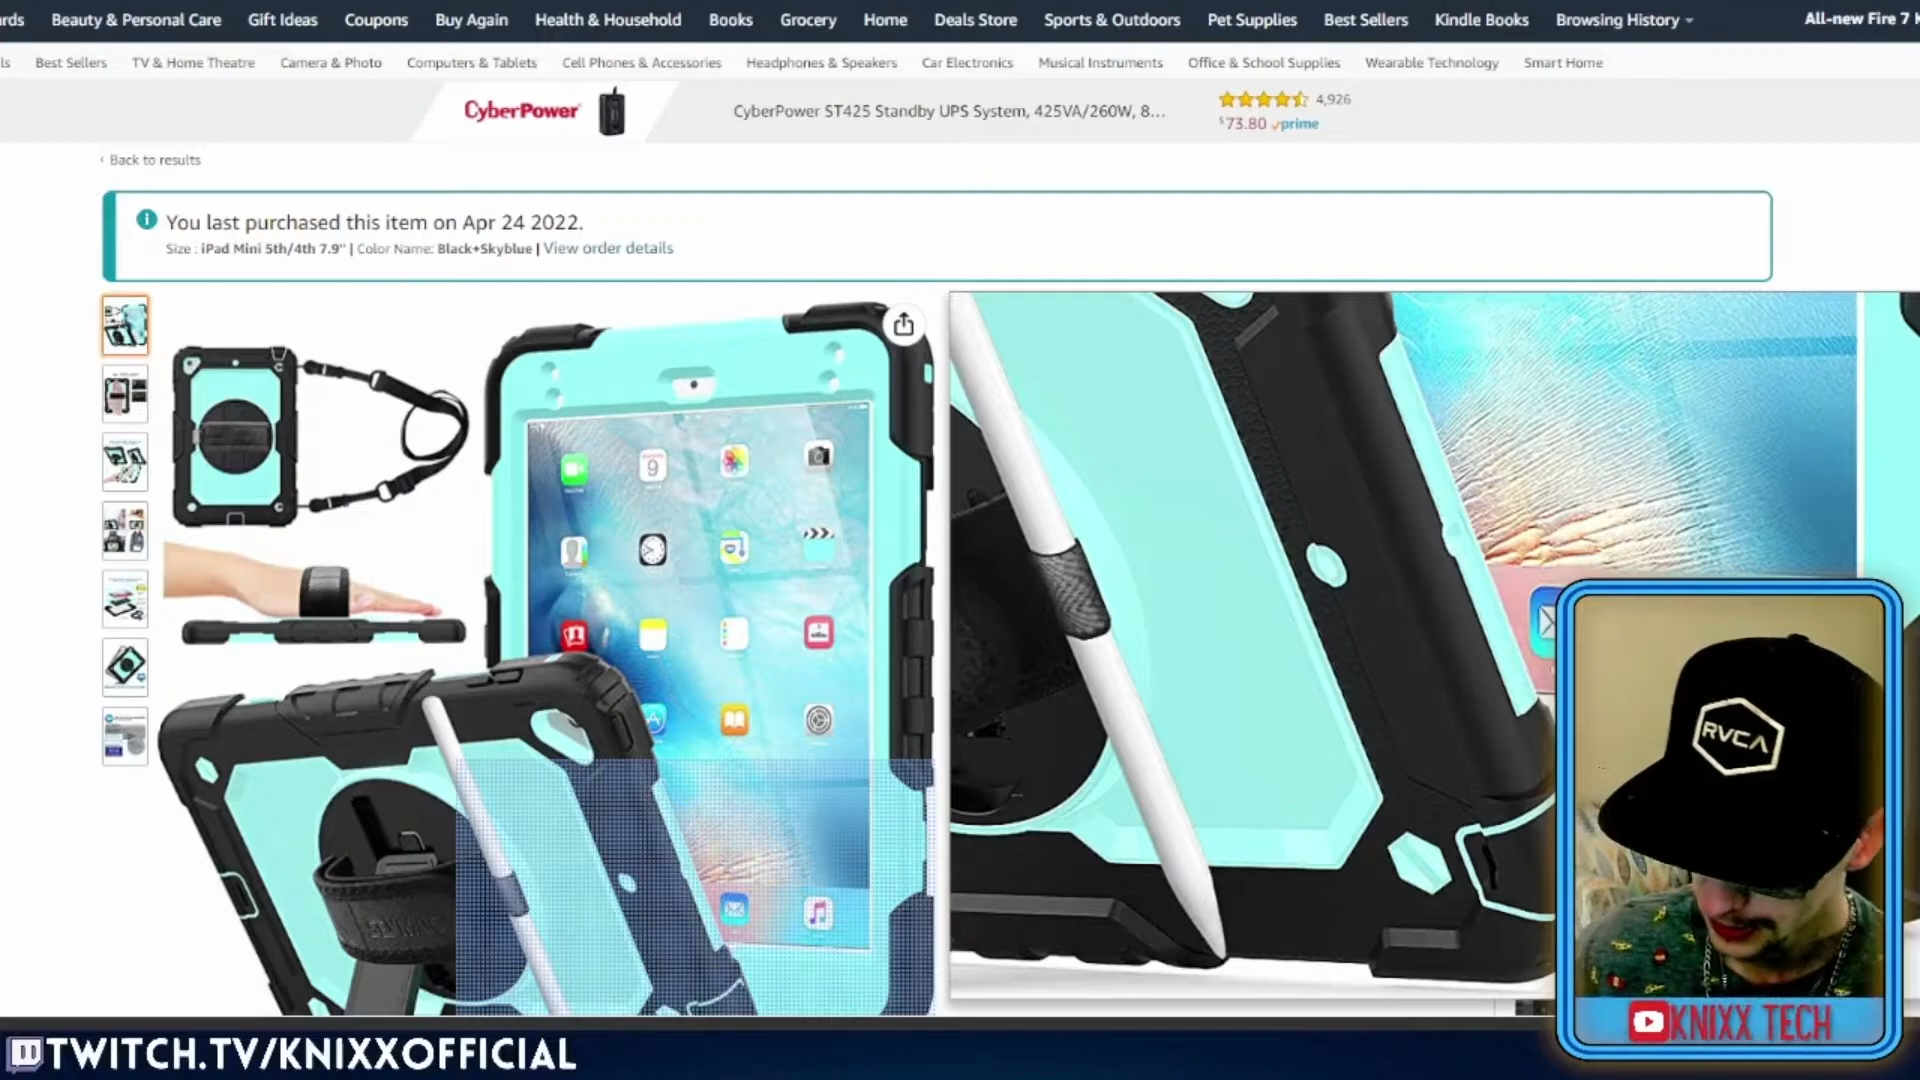 rds Beauty & Personal Care Gift Ideas Coupons Buy Again Health & Household Books Grocery Home Deals Store Sports & Outdoors Pet Supplies Best Sellers Kindle Books Browsing History All-new Fire 7 K
ls Best Sellers TV & Home Theatre Camera & Photo Computers & Tablets Cell Phones & Accessories Headphones & Speakers Car Electronics Musical Instruments Office & School Supplies Wearable Technology Smart Home
CyberPower CyberPower ST425 Standby UPS System, 425VA/260W, 8... 4,926
$73.80 prime
‹ Back to results
You last purchased this item on Apr 24 2022.
Size : iPad Mini 5th/4th 7.9" | Color Name: Black+Skyblue | View order details
9
RVCA
KNIXX TECH
TWITCH.TV/KNIXXOFFICIAL